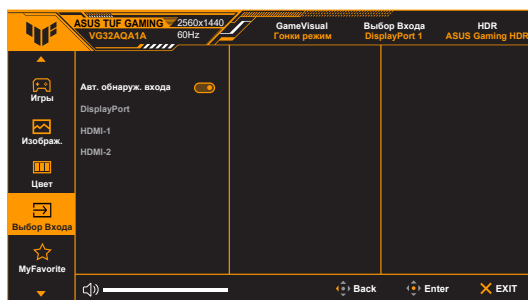 ASUS TUF GAMING 2560x1440
VG32AQA1A 60Hz
GameVisual
Гонки режим
Выбор Входа
DisplayPort 1
HDR
ASUS Gaming HDR
Игры
Изображ.
Цвет
Выбор Входа
MyFavorite
Авт. обнаруж. входа
DisplayPort
HDMI-1
HDMI-2
Back
Enter
EXIT